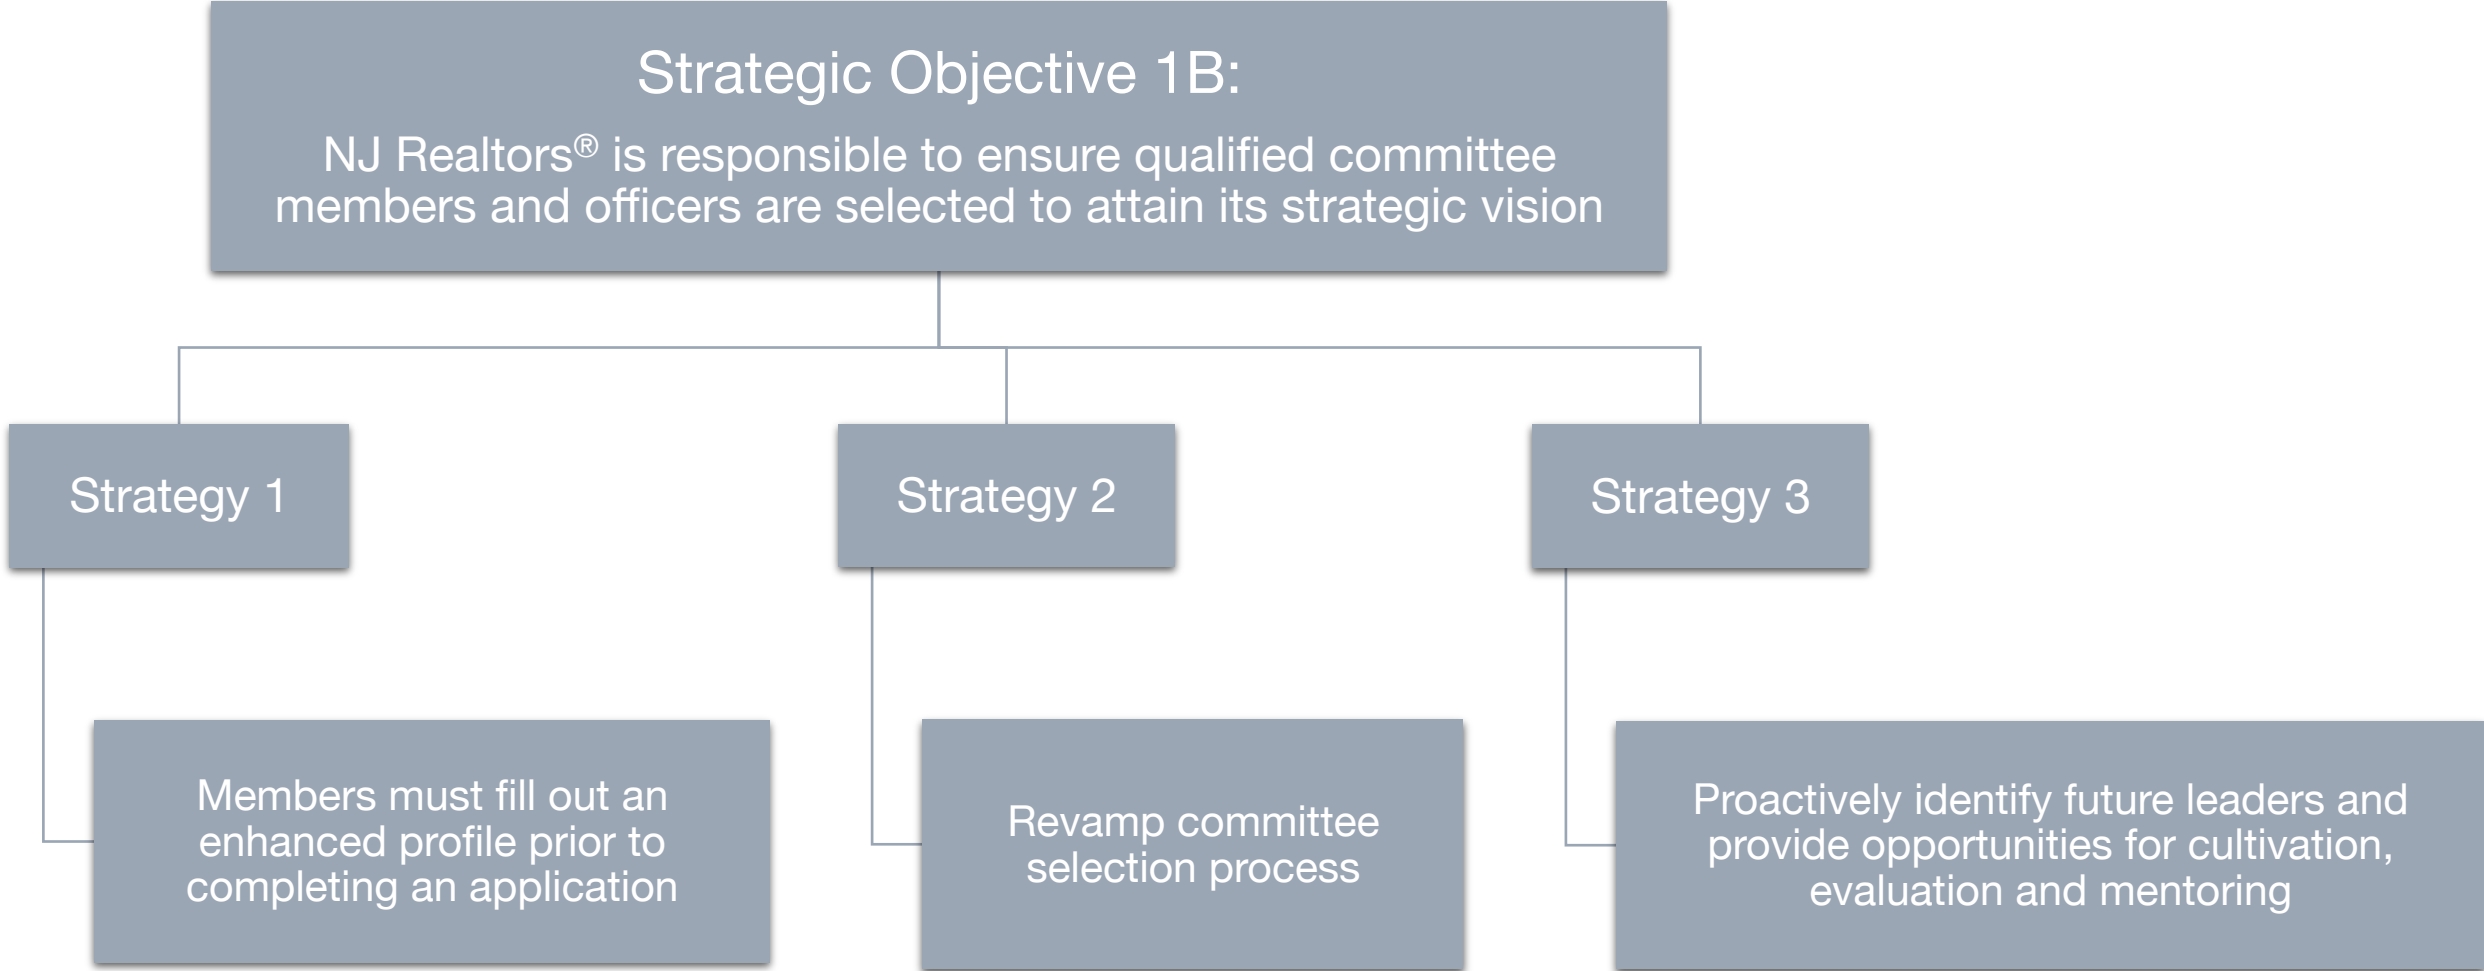 Strategic Objective 1B:
NJ Realtors® is responsible to ensure qualified committee
members and officers are selected to attain its strategic vision
Strategy 1
Strategy 2
Strategy 3
Members must fill out an
enhanced profile prior to
completing an application
Revamp committee
selection process
Proactively identify future leaders and
provide opportunities for cultivation,
evaluation and mentoring